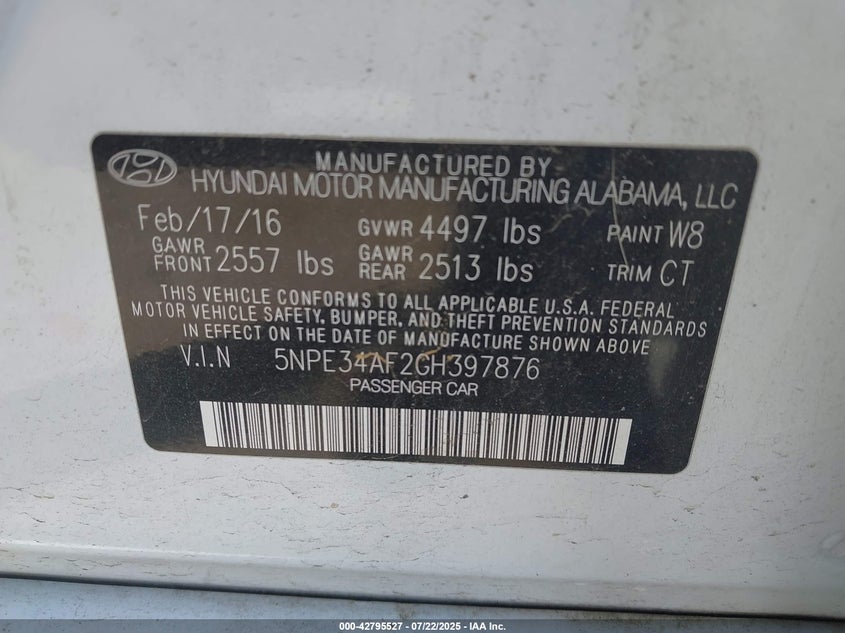 MANUFACTURED BY
HYUNDAI MOTOR MANUFACTURING ALABAMA, LLC
Feb/17/16 GVWR 4497 lbs PAINT W8
GAWR FRONT 2557 lbs GAWR REAR 2513 lbs TRIM CT
THIS VEHICLE CONFORMS TO ALL APPLICABLE U.S.A. FEDERAL
MOTOR VEHICLE SAFETY, BUMPER, AND THEFT PREVENTION STANDARDS
IN EFFECT ON THE DATE OF MANUFACTURE SHOWN ABOVE.
V.I.N 5NPE34AF2GH397876
PASSENGER CAR
000-42795527 - 07/22/2025 - IAA Inc.